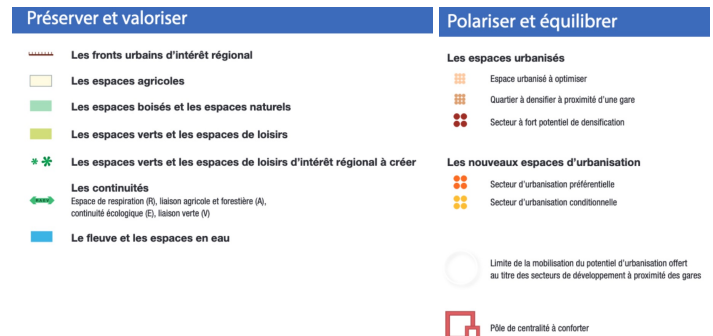 Préserver et valoriser
Les fronts urbains d'intérêt régional
Les espaces agricoles
Les espaces boisés et les espaces naturels
Les espaces verts et les espaces de loisirs
Les espaces verts et les espaces de loisirs d'intérêt régional à créer
Les continuités
Espace de respiration (R), liaison agricole et forestière (A),
continuité écologique (E), liaison verte (V)
Le fleuve et les espaces en eau
Polariser et équilibrer
Les espaces urbanisés
Espace urbanisé à optimiser
Quartier à densifier à proximité d'une gare
Secteur à fort potentiel de densification
Les nouveaux espaces d'urbanisation
Secteur d'urbanisation préférentielle
Secteur d'urbanisation conditionnelle
Limite de la mobilisation du potentiel d'urbanisation offert
au titre des secteurs de développement à proximité des gares
Pôle de centralité à conforter